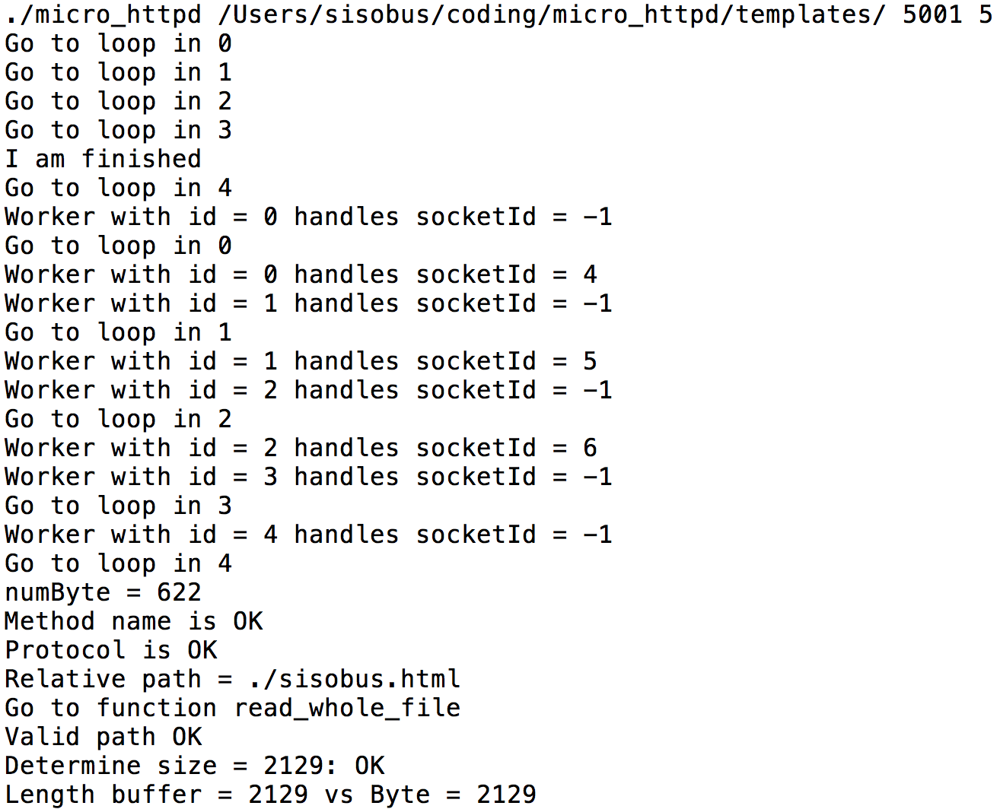 ./micro_httpd /Users/sisobus/coding/micro_httpd/templates/ 5001 5
Go to loop in 0
Go to loop in 1
Go to loop in 2
Go to loop in 3
I am finished
Go to loop in 4
Worker with id = 0 handles socketId = -1
Go to loop in 0
Worker with id = 0 handles socketId = 4
Worker with id = 1 handles socketId = -1
Go to loop in 1
Worker with id = 1 handles socketId = 5
Worker with id = 2 handles socketId = -1
Go to loop in 2
Worker with id = 2 handles socketId = 6
Worker with id = 3 handles socketId = -1
Go to loop in 3
Worker with id = 4 handles socketId = -1
Go to loop in 4
numByte = 622
Method name is OK
Protocol is OK
Relative path = ./sisobus.html
Go to function read_whole_file
Valid path OK
Determine size = 2129: OK
Length buffer = 2129 vs Byte = 2129